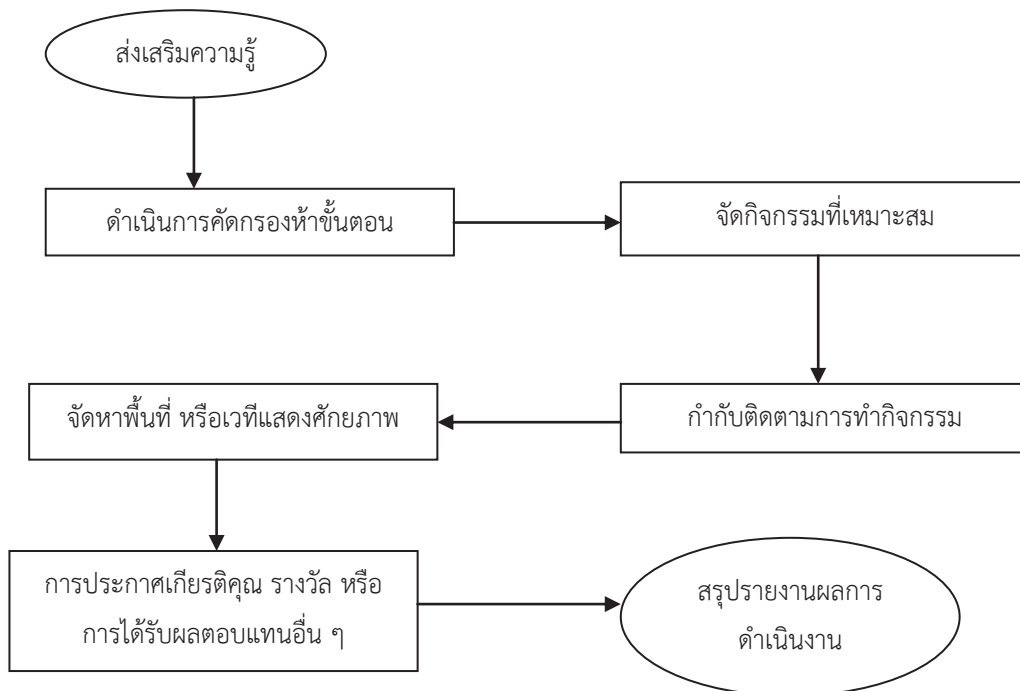 ส่งเสริมความรู้
ดำเนินการคัดกรองห้าขั้นตอน
จัดกิจกรรมที่เหมาะสม
กำกับติดตามการทำกิจกรรม
จัดหาพื้นที่ หรือเวทีแสดงศักยภาพ
การประกาศเกียรติคุณ รางวัล หรือ
การได้รับผลตอบแทนอื่น ๆ
สรุปรายงานผลการ
ดำเนินงาน